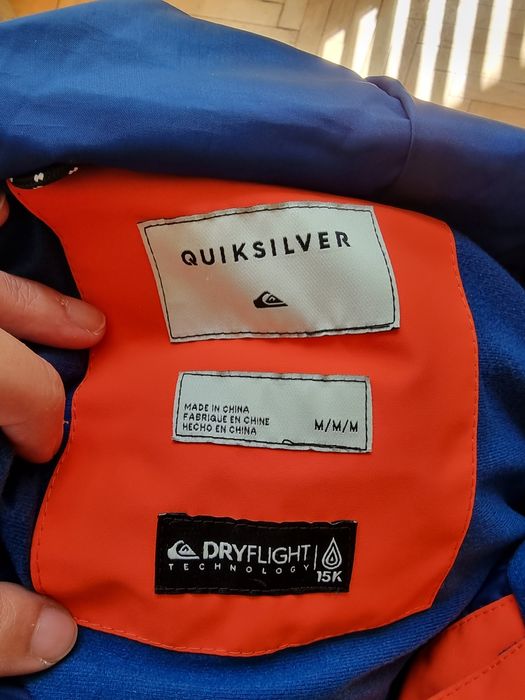 QUIKSILVER
MADE IN CHINA
FABRIQUE EN CHINE
HECHO EN CHINA
M/M/M
DRYFLIGHT
TECHNOLOGY
15K